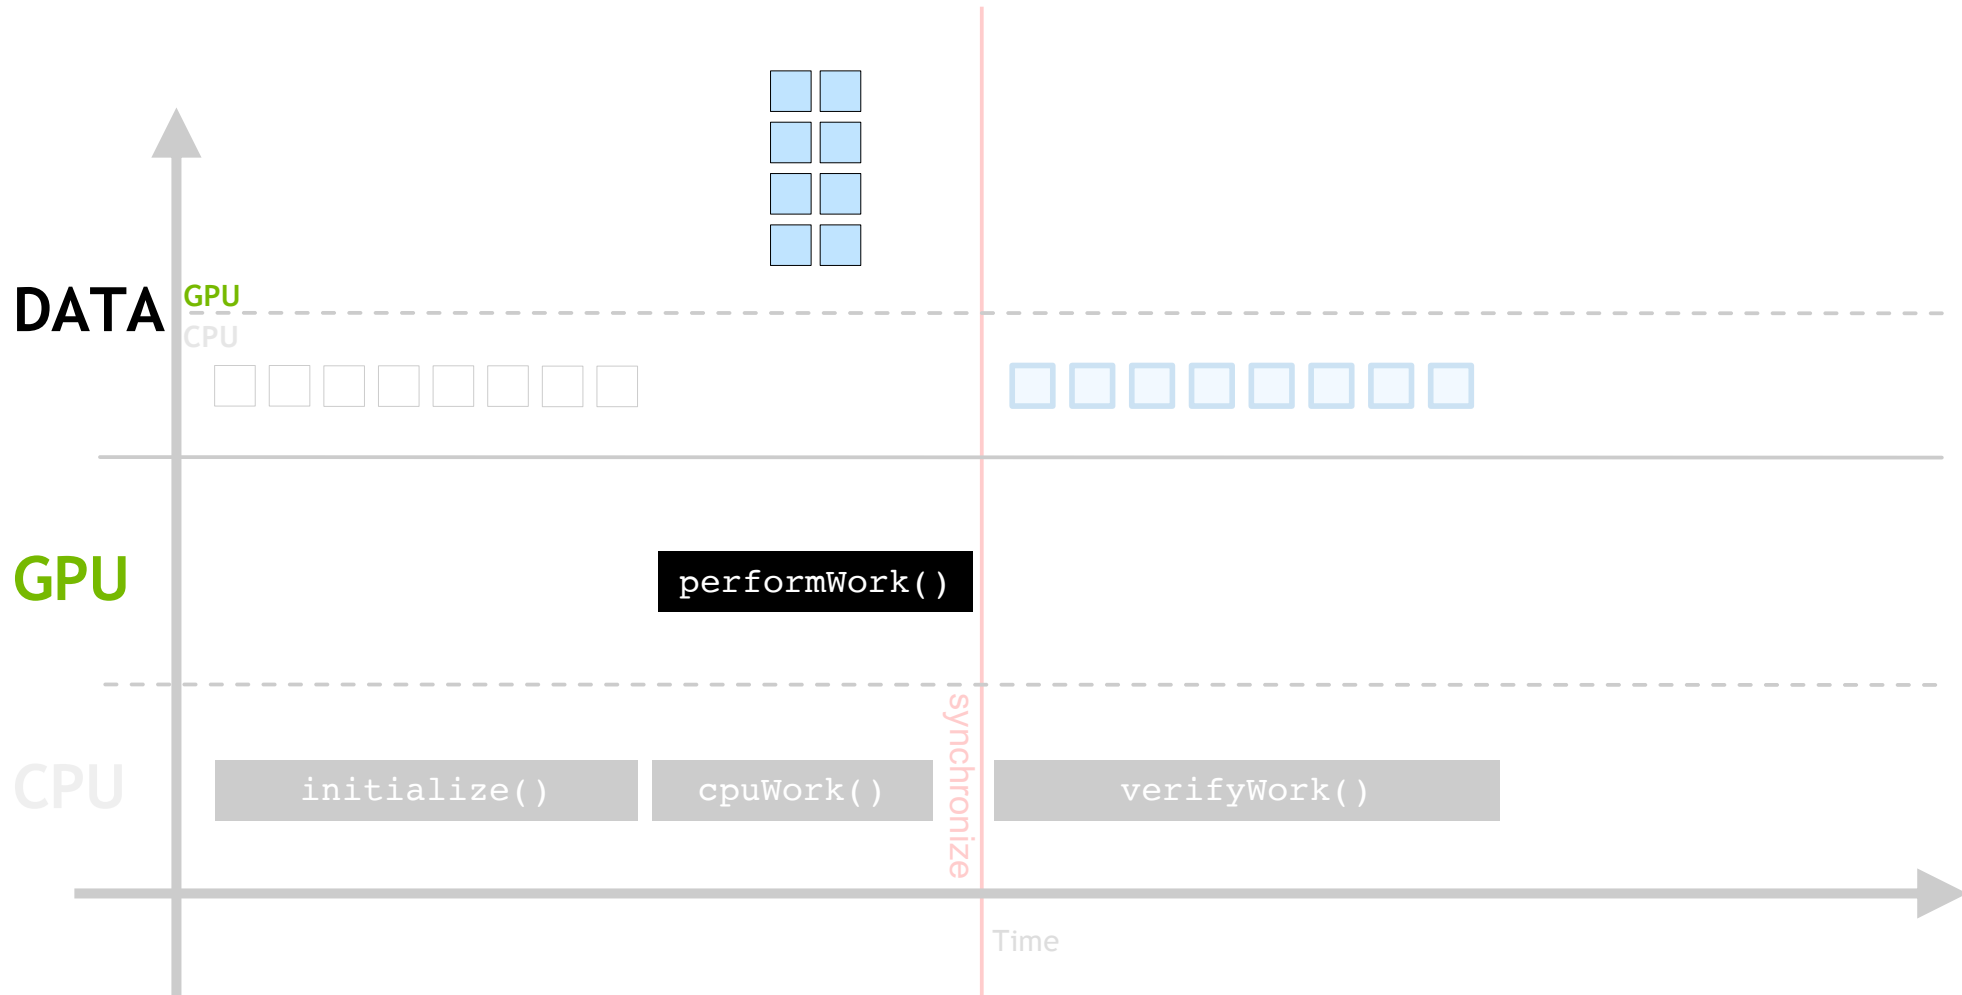 DATA
GPU
CPU
GPU
performWork()
synchronize
CPU
initialize()
cpuWork()
verifyWork()
Time